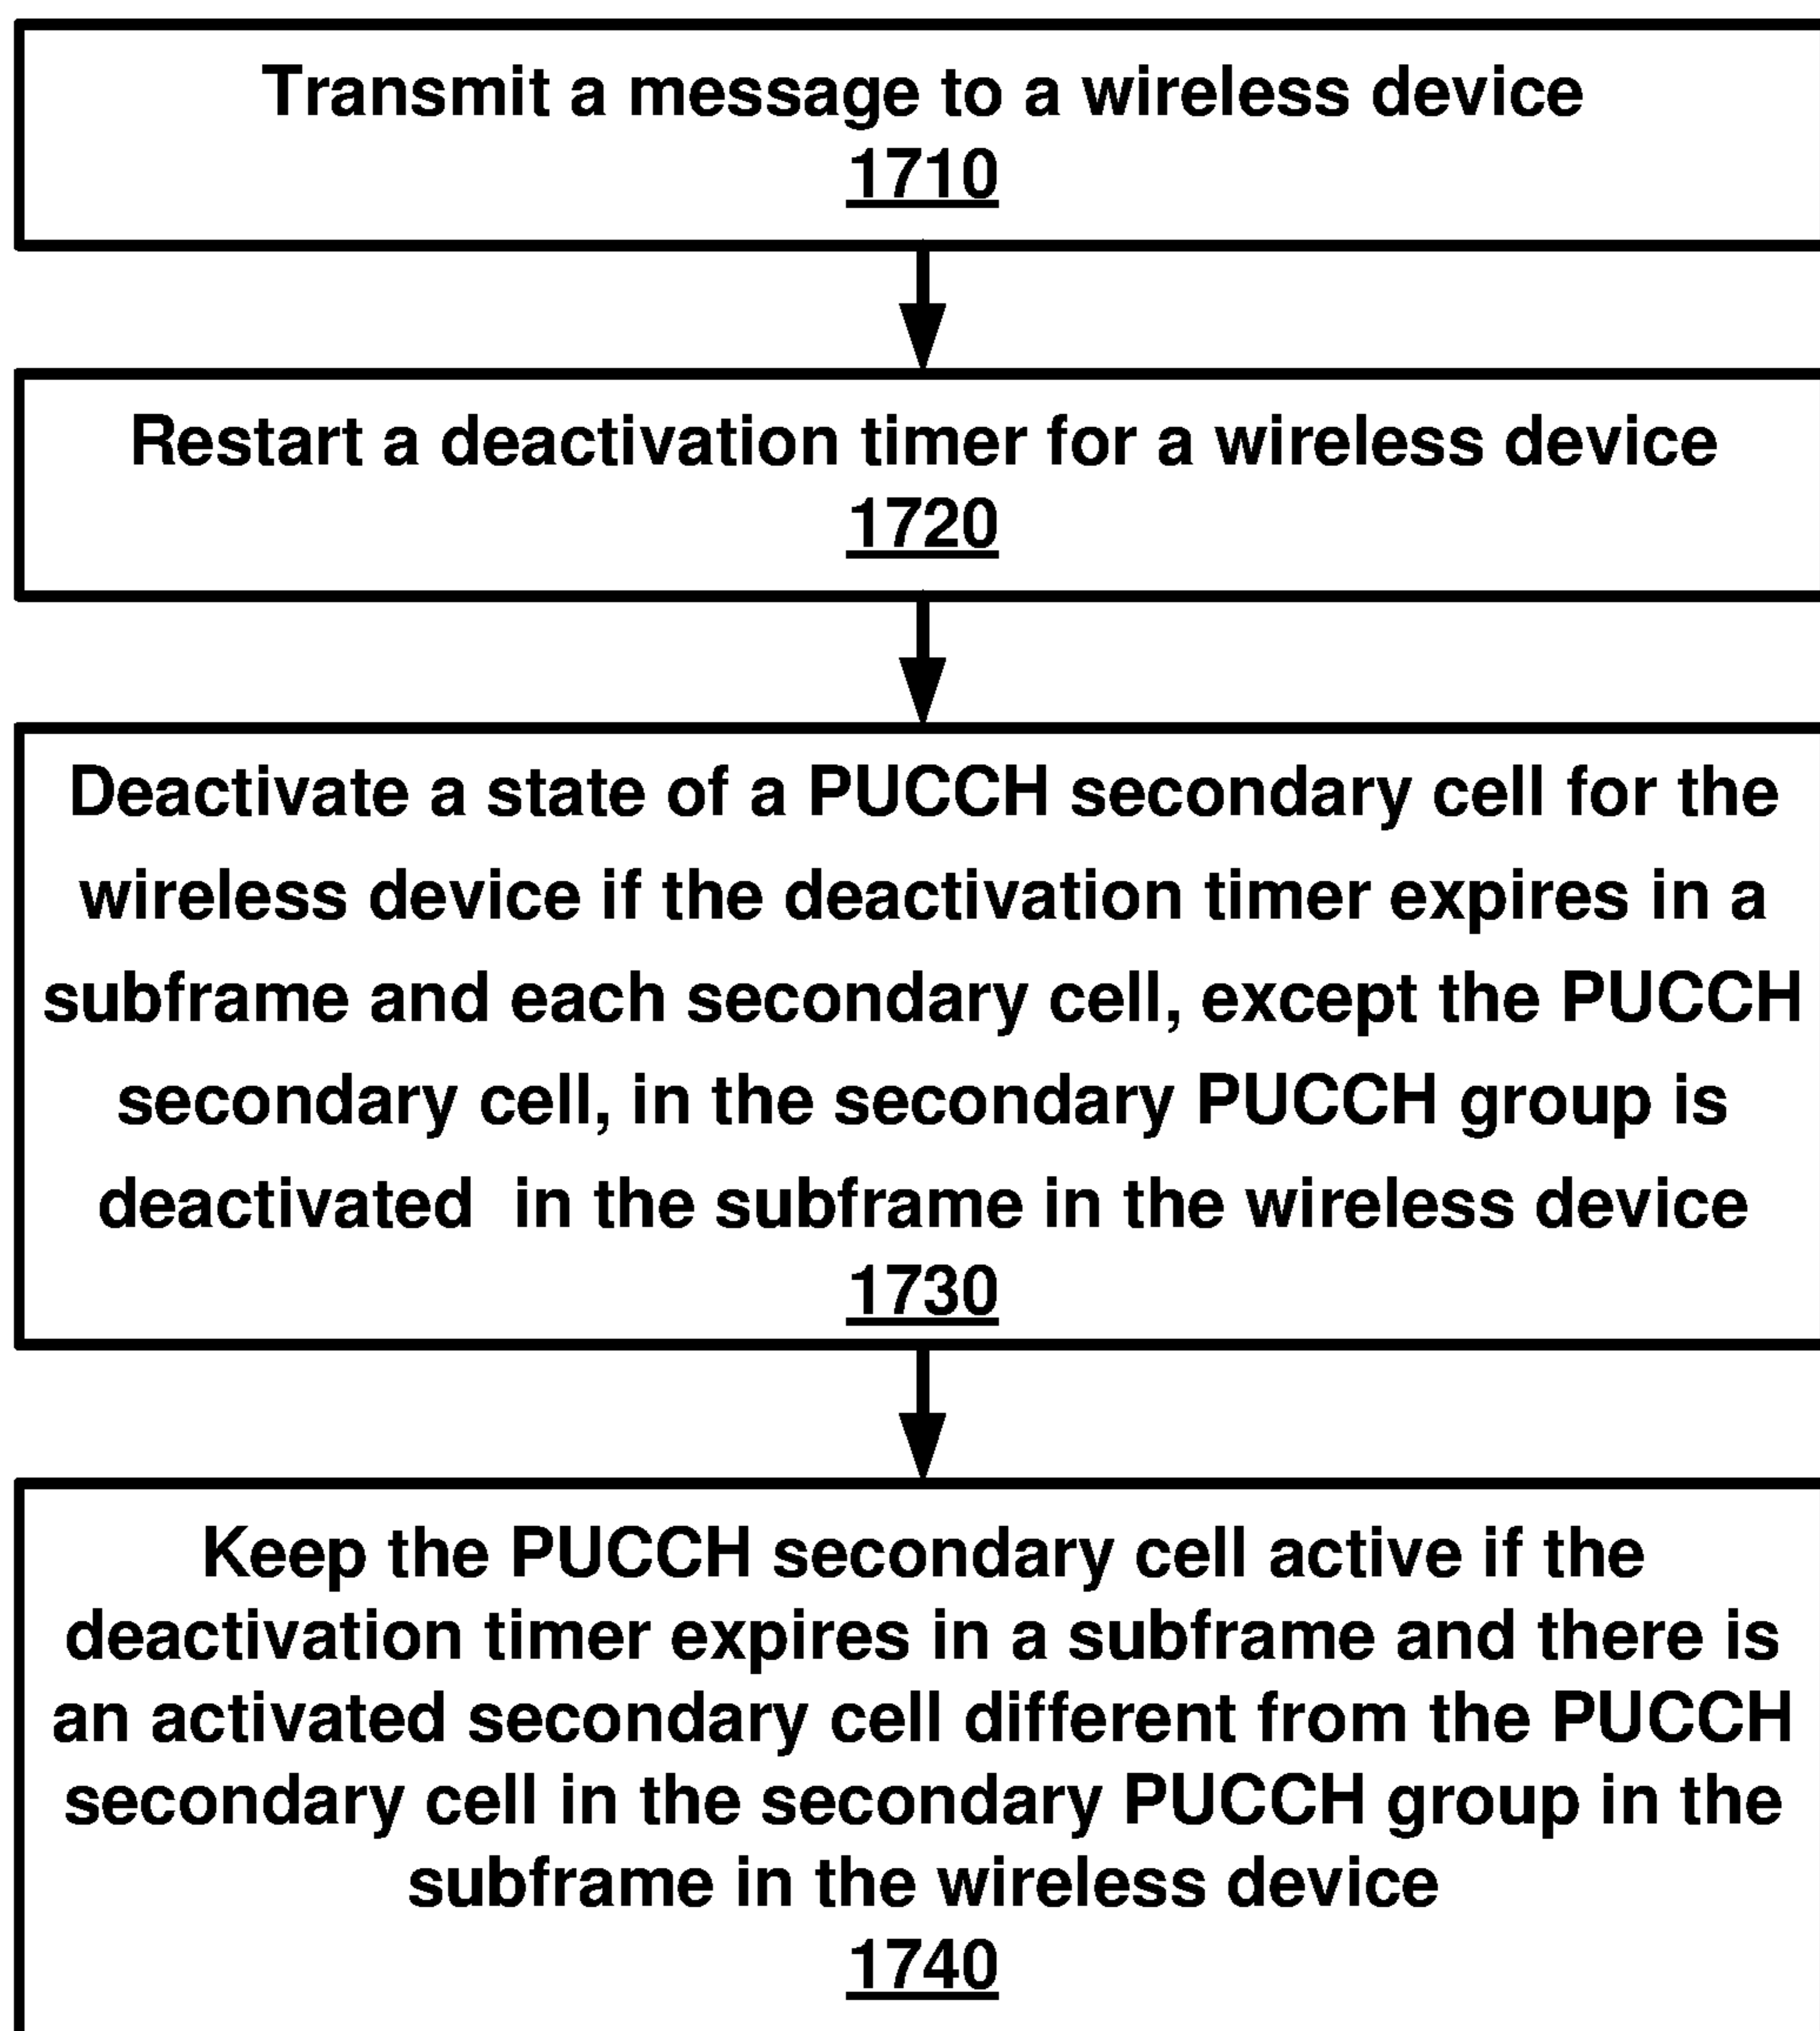 Transmit a message to a wireless device
1710
Restart a deactivation timer for a wireless device
1720
Deactivate a state of a PUCCH secondary cell for the
wireless device if the deactivation timer expires in a
subframe and each secondary cell, except the PUCCH
secondary cell, in the secondary PUCCH group is
deactivated in the subframe in the wireless device
1730
Keep the PUCCH secondary cell active if the
deactivation timer expires in a subframe and there is
an activated secondary cell different from the PUCCH
secondary cell in the secondary PUCCH group in the
subframe in the wireless device
1740